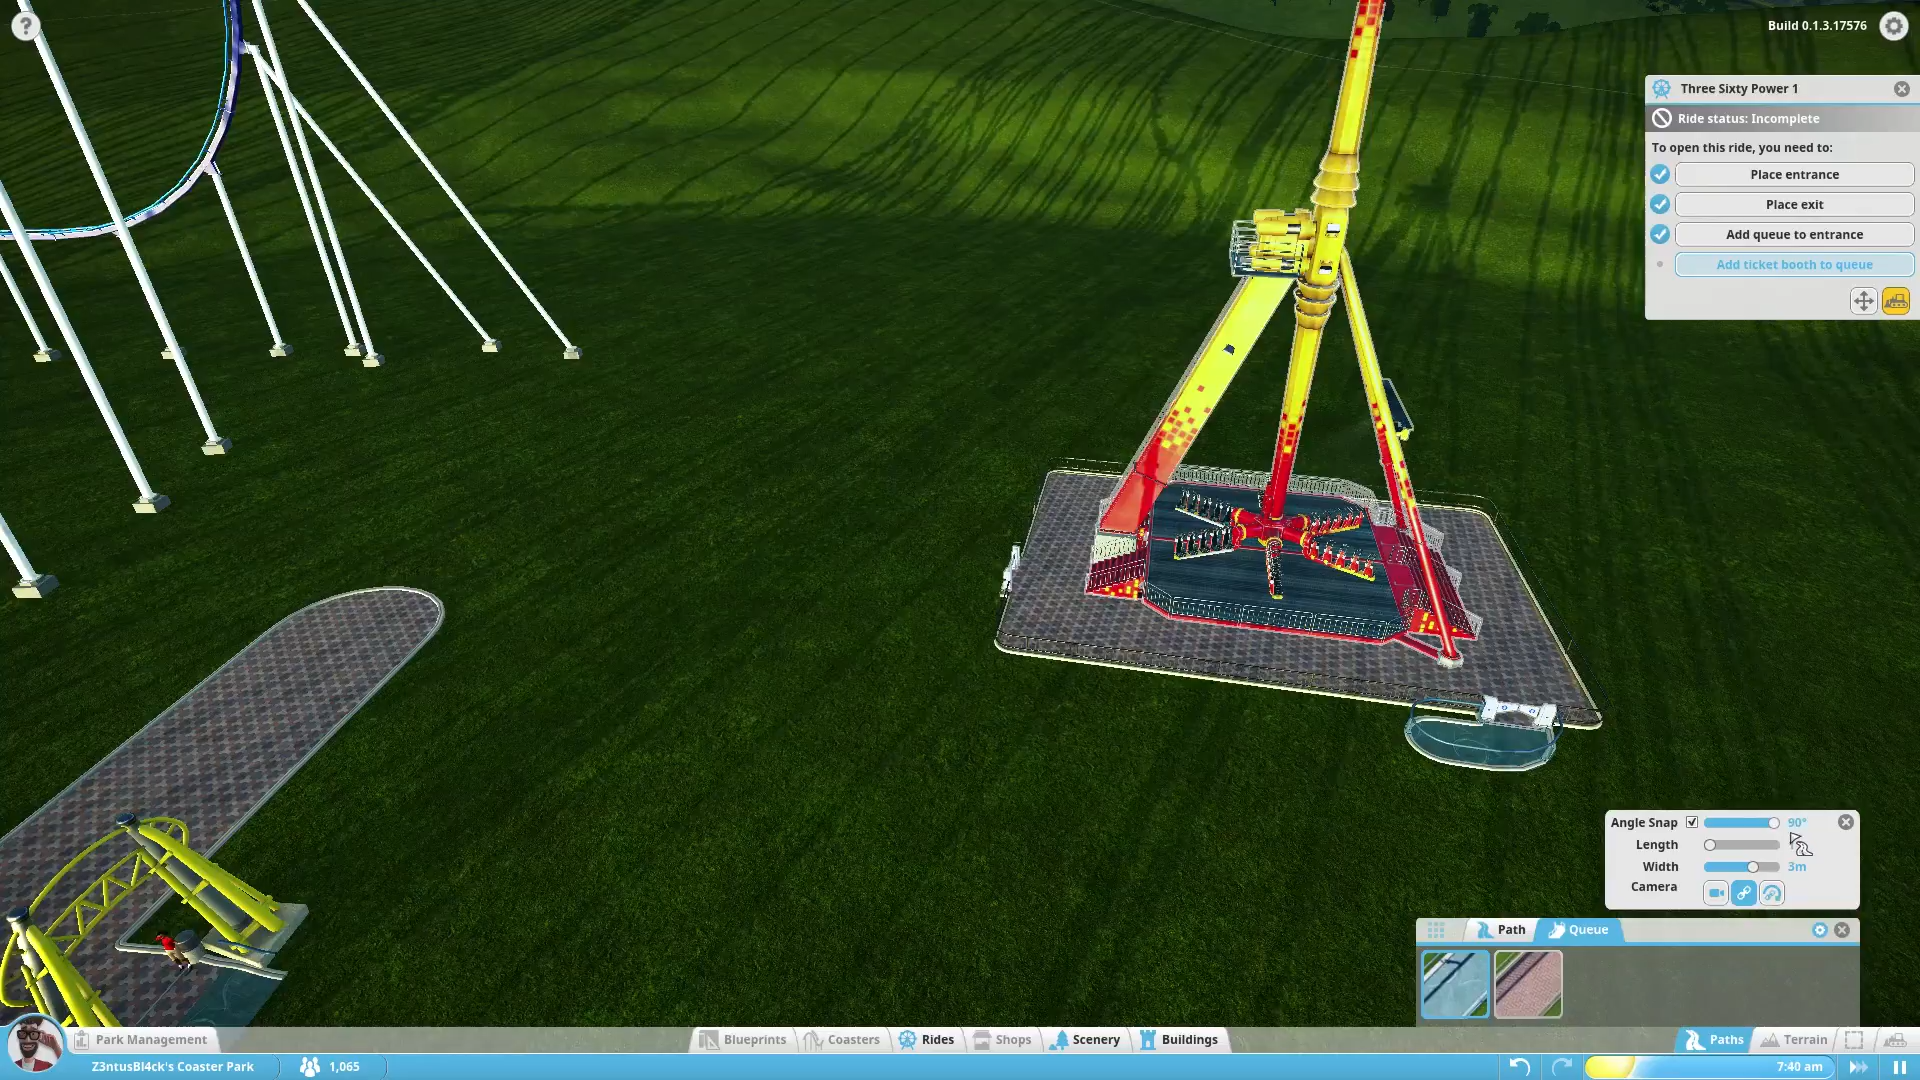 ?
Build 0.1.3.17576
Three Sixty Power 1
Ride status: Incomplete
To open this ride, you need to:
Place entrance
Place exit
Add queue to entrance
Add ticket booth to queue
Angle Snap 90°
Length
Width 3m
Camera
Path Queue
Park Management Blueprints Coasters Rides Shops Scenery Buildings Paths Terrain
Z3ntusBl4ck's Coaster Park 1,065 7:40 am